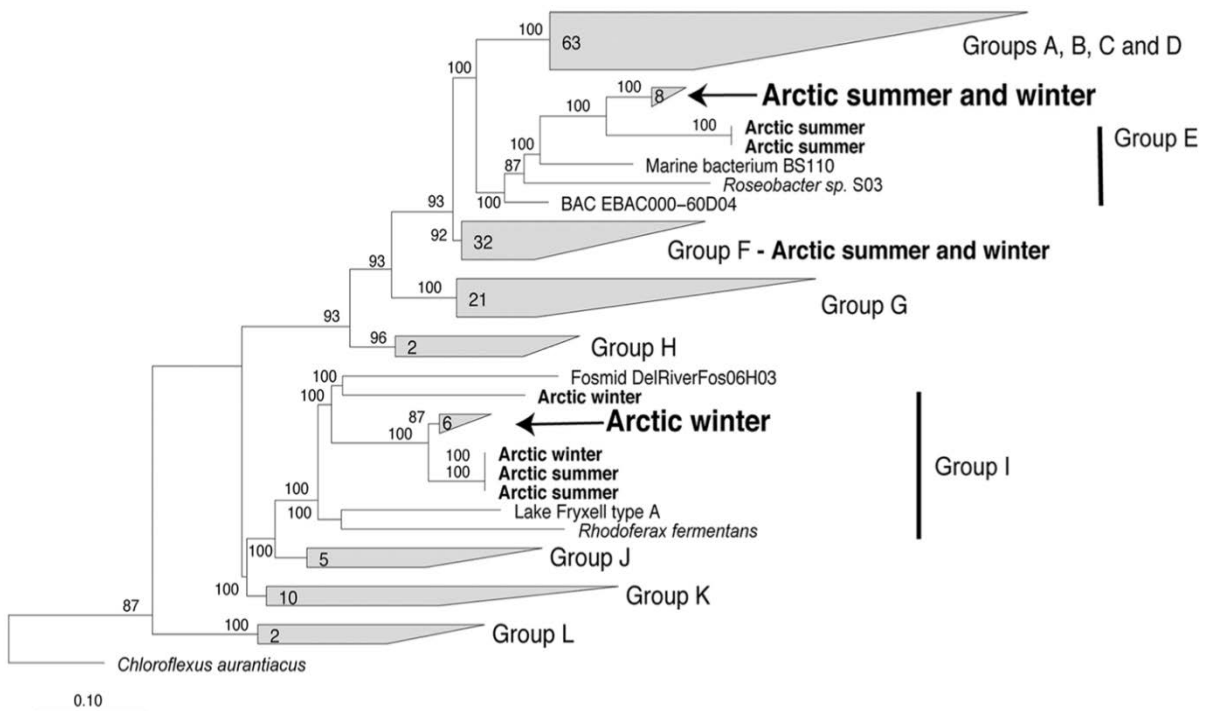 100
63
Groups A, B, C and D
100
100
8
Arctic summer and winter
100
100
Arctic summer
Arctic summer
Group E
100
Marine bacterium BS110
87
Roseobacter sp. S03
100
BAC EBAC000–60D04
93
92
32
Group F - Arctic summer and winter
93
100
21
Group G
93
96
2
Group H
100
Fosmid DelRiverFos06H03
100
Arctic winter
87
6
Arctic winter
100
100
Arctic winter
100
Arctic summer
Arctic summer
Group I
100
100
Lake Fryxell type A
Rhodoferax fermentans
100
5
Group J
100
10
Group K
87
100
2
Group L
Chloroflexus aurantiacus
0.10